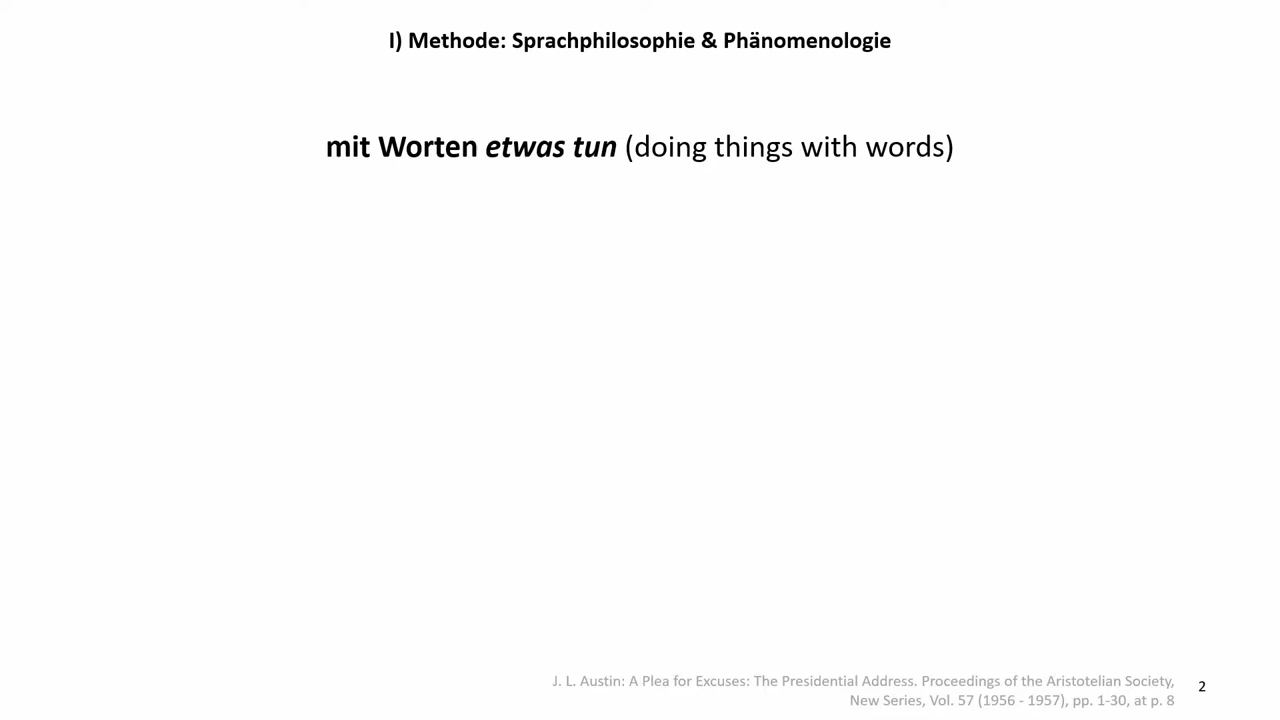 I) Methode: Sprachphilosophie & Phänomenologie
mit Worten etwas tun (doing things with words)
J. L. Austin: A Plea for Excuses: The Presidential Address. Proceedings of the Aristotelian Society,
New Series, Vol. 57 (1956 - 1957), pp. 1-30, at p. 8
2